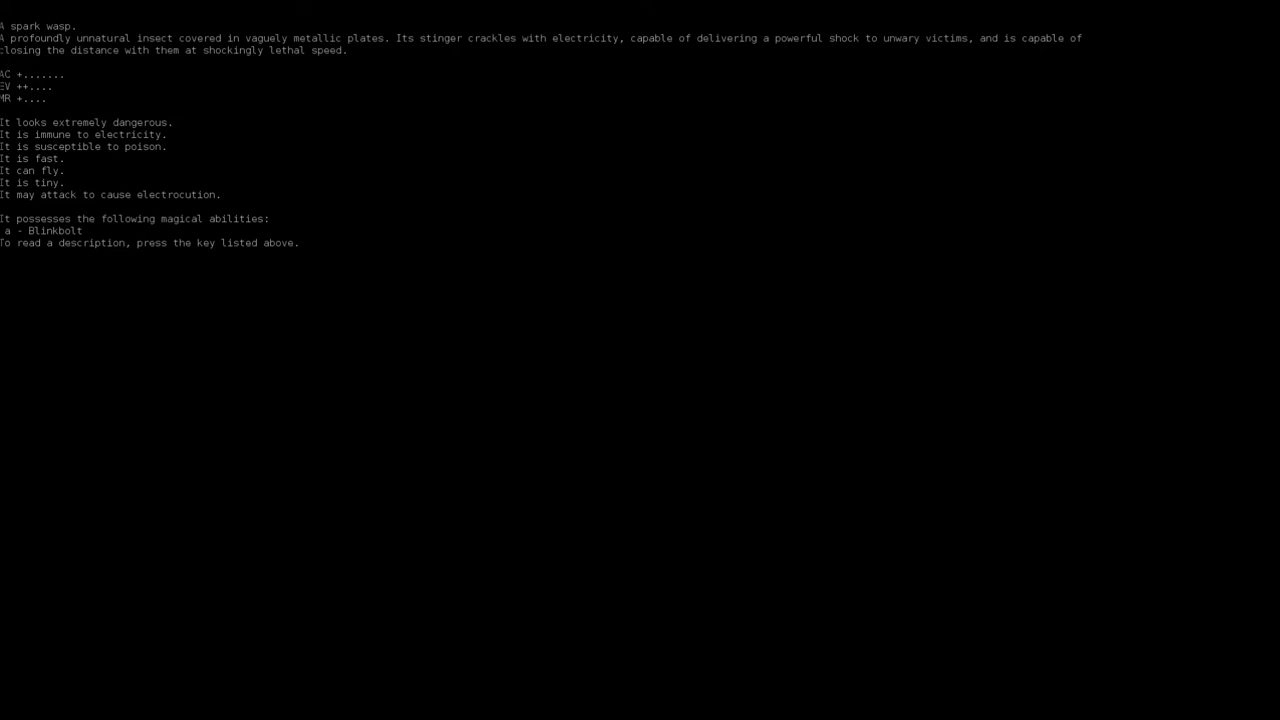 A spark wasp.
A profoundly unnatural insect covered in vaguely metallic plates. Its stinger crackles with electricity, capable of delivering a powerful shock to unwary victims, and is capable of
closing the distance with them at shockingly lethal speed.
AC +.......
EV ++....
MR +....
It looks extremely dangerous.
It is immune to electricity.
It is susceptible to poison.
It is fast.
It can fly.
It is tiny.
It may attack to cause electrocution.
It possesses the following magical abilities:
a - Blinkbolt
To read a description, press the key listed above.